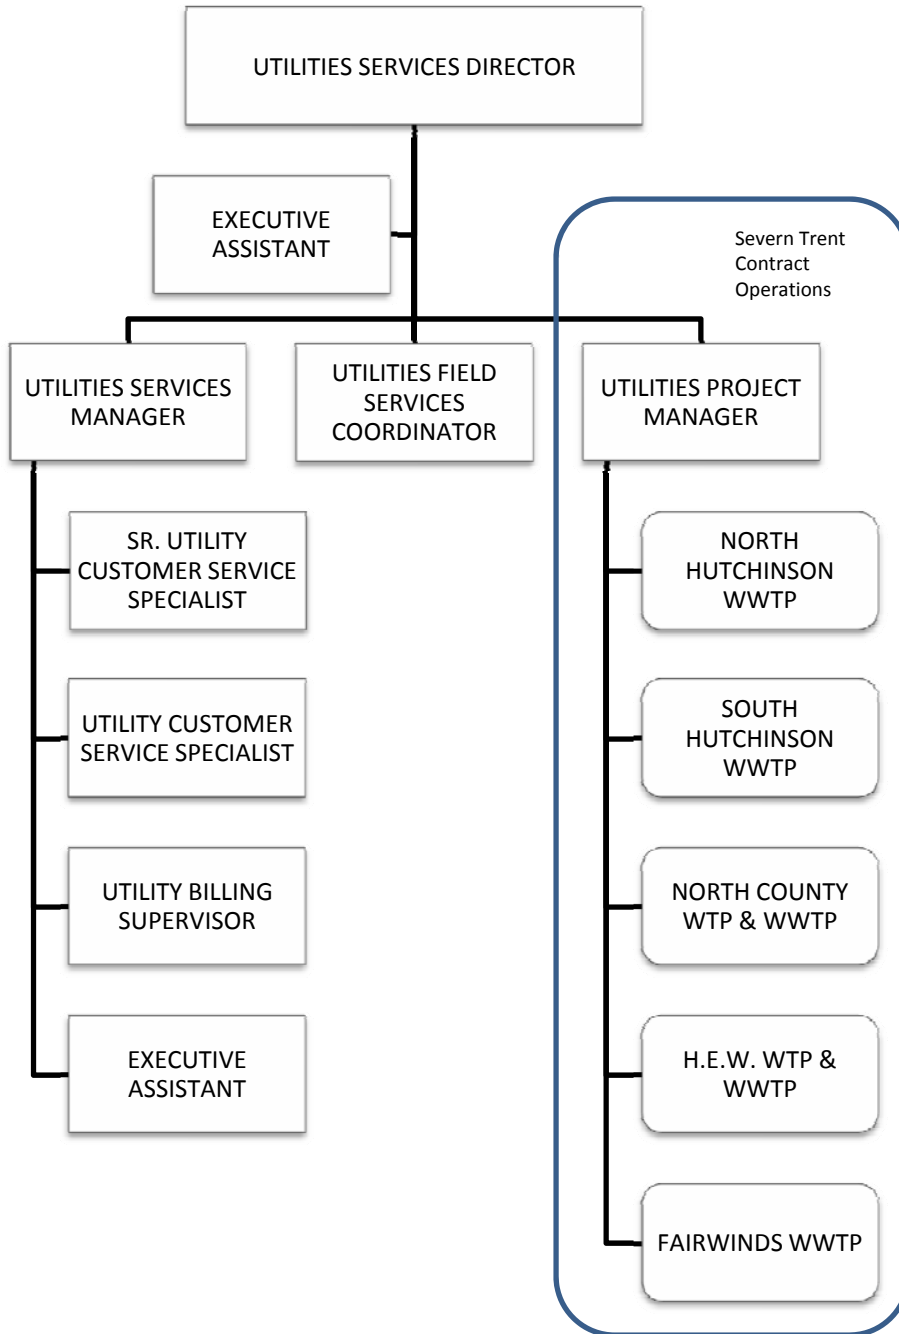 UTILITIES SERVICES DIRECTOR
EXECUTIVE
ASSISTANT
Severn Trent
Contract
Operations
UTILITIES SERVICES
MANAGER
UTILITIES FIELD
SERVICES
COORDINATOR
UTILITIES PROJECT
MANAGER
SR. UTILITY
CUSTOMER SERVICE
SPECIALIST
UTILITY CUSTOMER
SERVICE SPECIALIST
UTILITY BILLING
SUPERVISOR
EXECUTIVE
ASSISTANT
NORTH
HUTCHINSON
WWTP
SOUTH
HUTCHINSON
WWTP
NORTH COUNTY
WTP & WWTP
H.E.W. WTP &
WWTP
FAIRWINDS WWTP